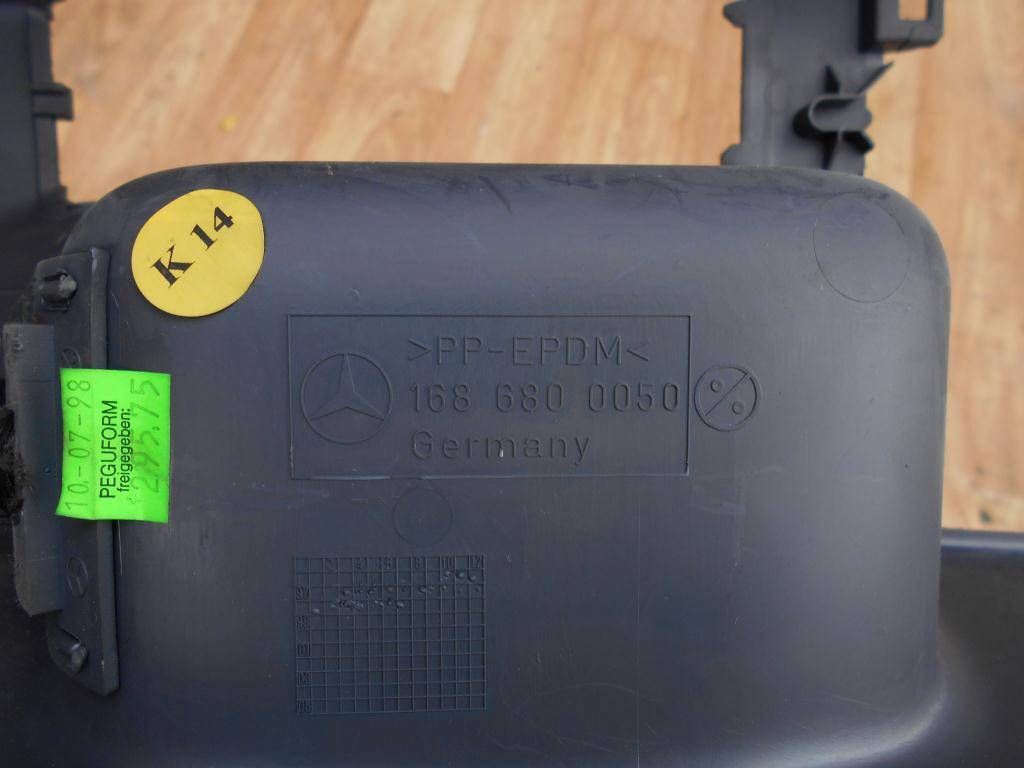 K 14
>PP-EPDM<
168 680 0050
Germany
10.-07-98
PEGUFORM
freigegeben: